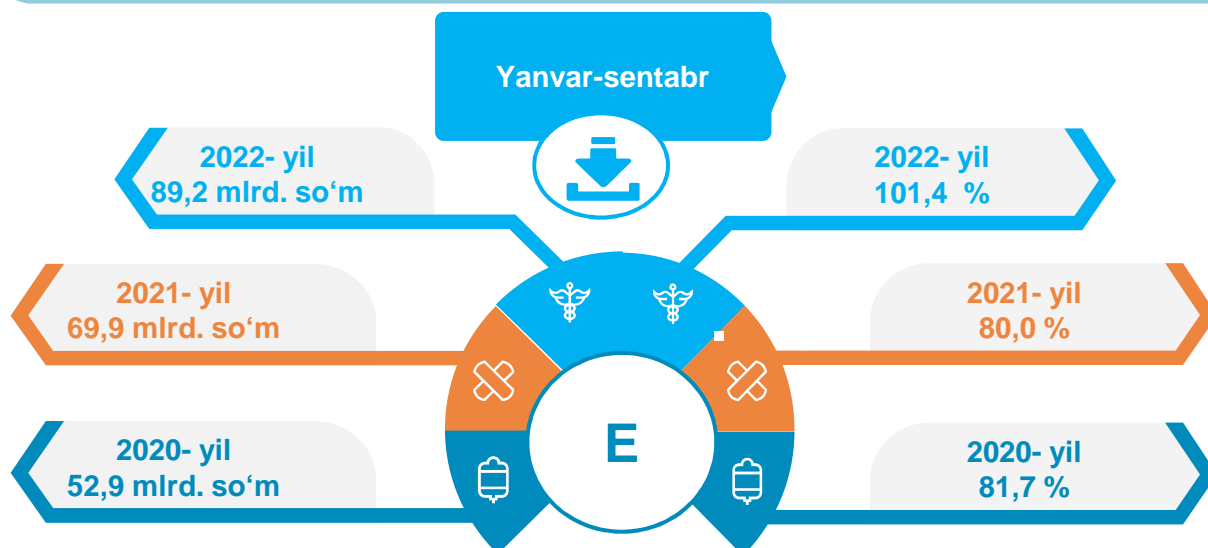 Yanvar-sentabr
2022- yil
89,2 mlrd. so‘m
2022- yil
101,4 %
2021- yil
69,9 mlrd. so‘m
2021- yil
80,0 %
E
2020- yil
52,9 mlrd. so‘m
2020- yil
81,7 %